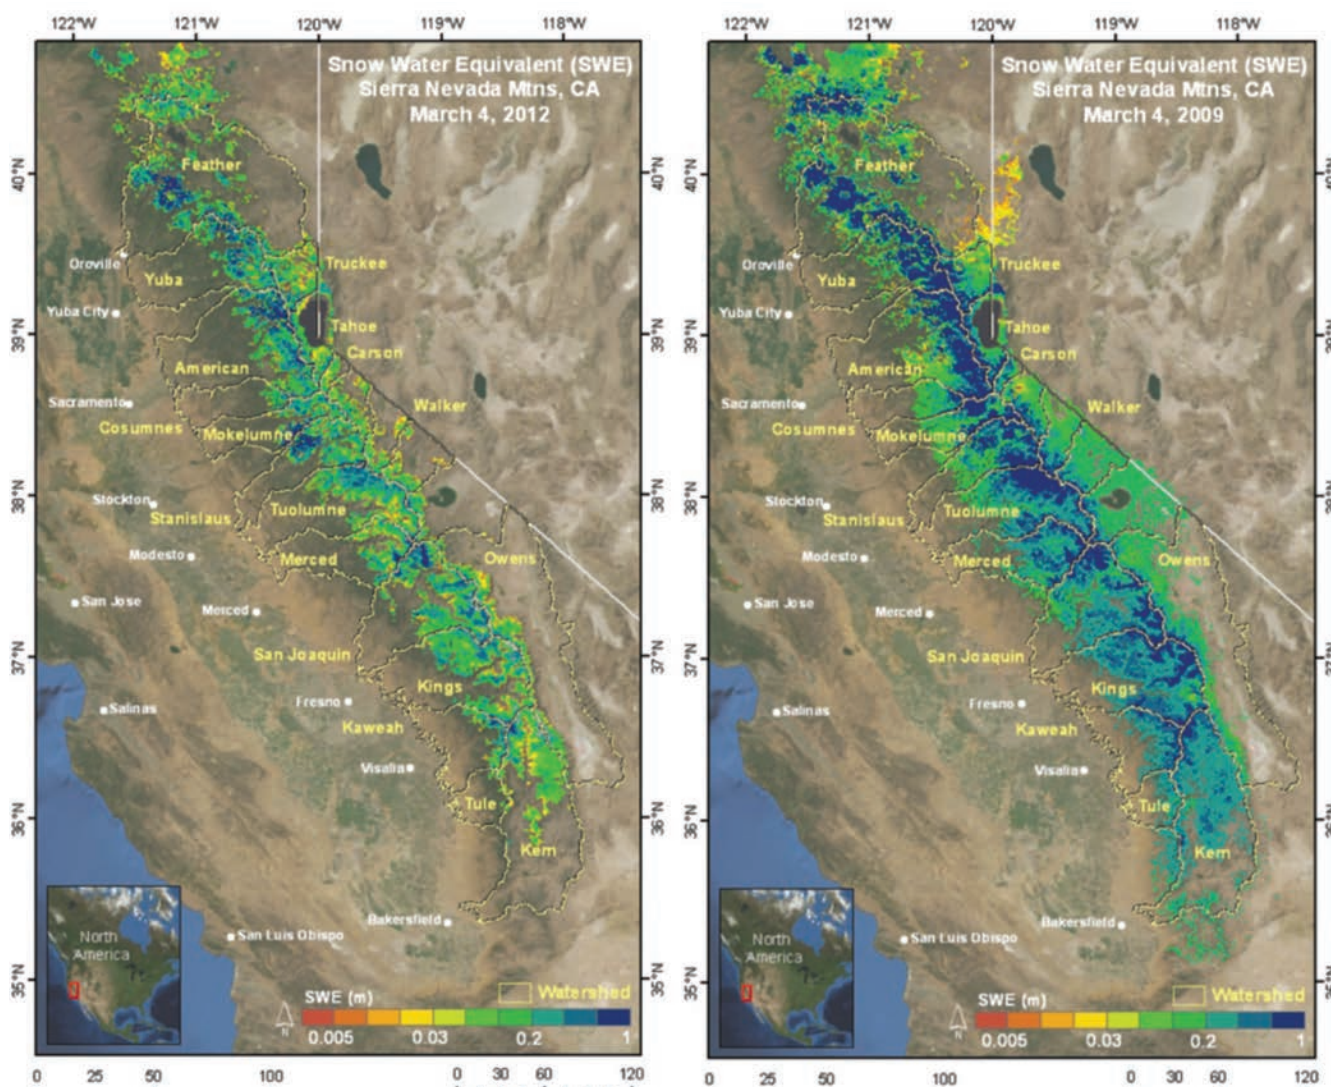 122°W 121°W 120°W 119°W 118°W
Snow Water Equivalent (SWE)
Sierra Nevada Mtns, CA
March 4, 2012
40°N
39°N
38°N
37°N
36°N
35°N
Feather
Oroville
Truckee
Yuba
Yuba City
Tahoe
Carson
American
Sacramento
Walker
Cosumnes
Mokelumne
Stockton
Stanislaus
Tuolumne
Modesto
Merced
Owens
San Jose
Merced
San Joaquin
Kings
Salinas
Fresno
Kaweah
Visalia
Tule
Kern
Bakersfield
San Luis Obispo
North
America
N
SWE (m)
Watershed
0.005 0.03 0.2 1
40°N
39°N
38°N
37°N
36°N
35°N
0 25 50 100 0 30 60 120
122°W 121°W 120°W 119°W 118°W
Snow Water Equivalent (SWE)
Sierra Nevada Mtns, CA
March 4, 2009
40°N
39°N
38°N
37°N
36°N
35°N
Feather
Oroville
Truckee
Yuba
Yuba City
Tahoe
Carson
American
Sacramento
Walker
Cosumnes
Mokelumne
Stockton
Stanislaus
Tuolumne
Modesto
Merced
Owens
San Jose
Merced
San Joaquin
Kings
Salinas
Fresno
Kaweah
Visalia
Tule
Kern
Bakersfield
San Luis Obispo
North
America
N
SWE (m)
Watershed
0.005 0.03 0.2 1
0 25 50 100 0 30 60 120